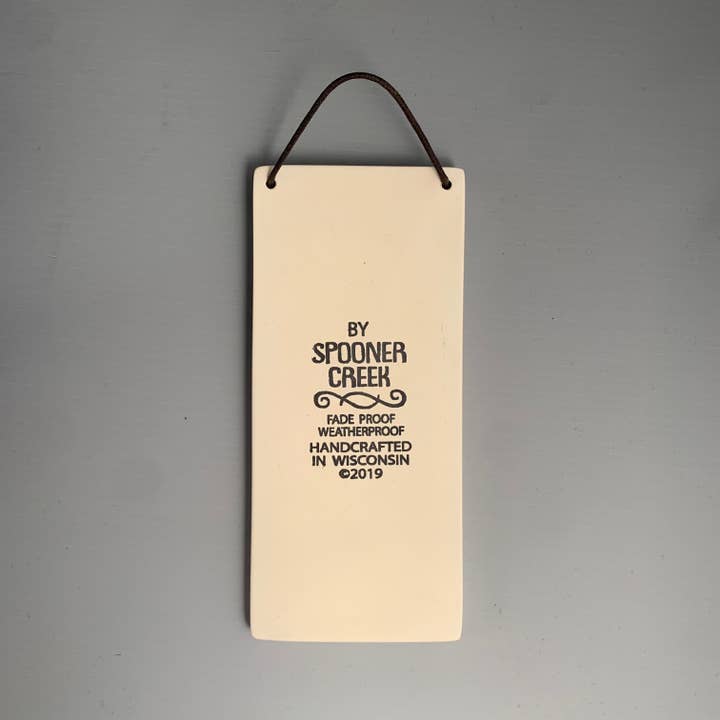 BY
SPOONER
CREEK
FADE PROOF
WEATHERPROOF
HANDCRAFTED
IN WISCONSIN
©2019